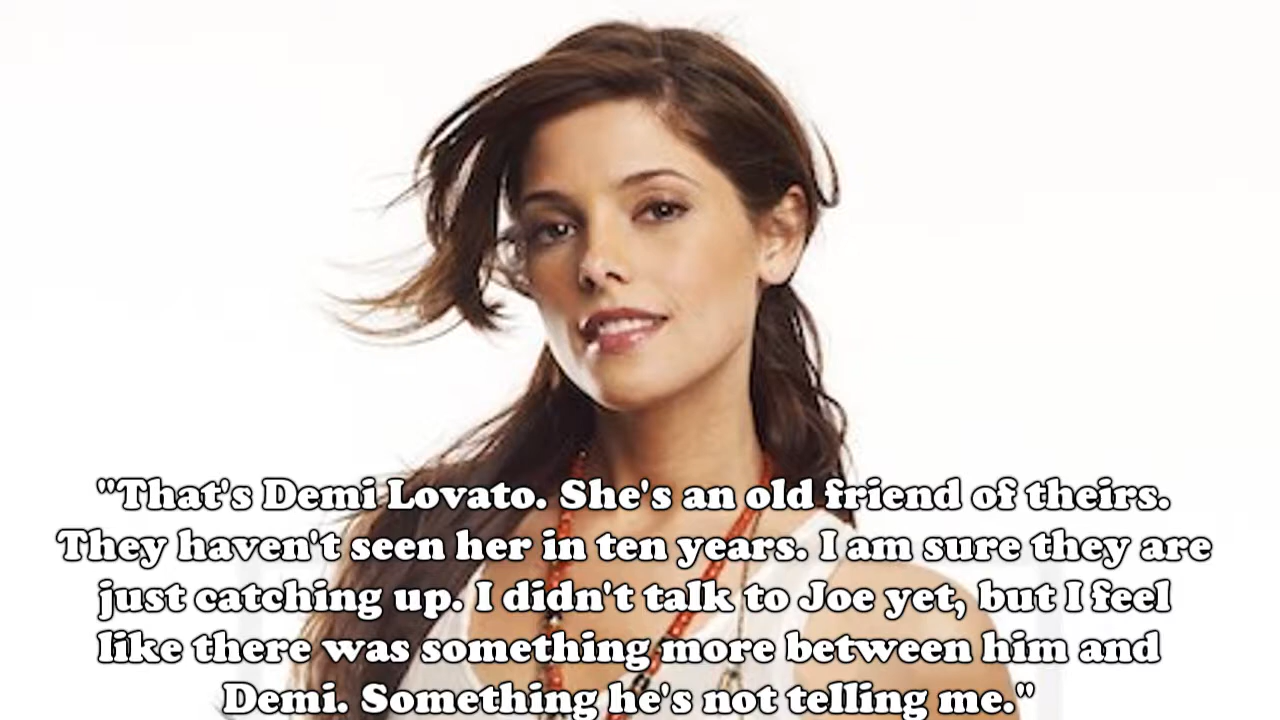 "That's Demi Lovato. She's an old friend of theirs.
They haven't seen her in ten years. I am sure they are
just catching up. I didn't talk to Joe yet, but I feel
like there was something more between him and
Demi. Something he's not telling me."